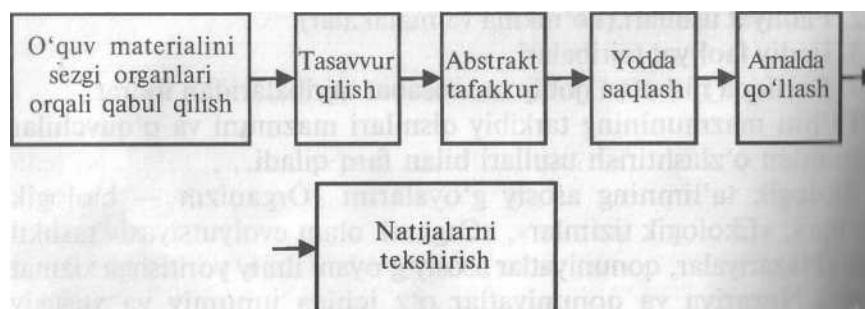 O‘quv materialini
sezgi organlari
orqali qabul qilish
Tasavvur
qilish
Abstrakt
tafakkur
Yodda
saqlash
Amalda
qo‘llash
Natijalarni
tekshirish